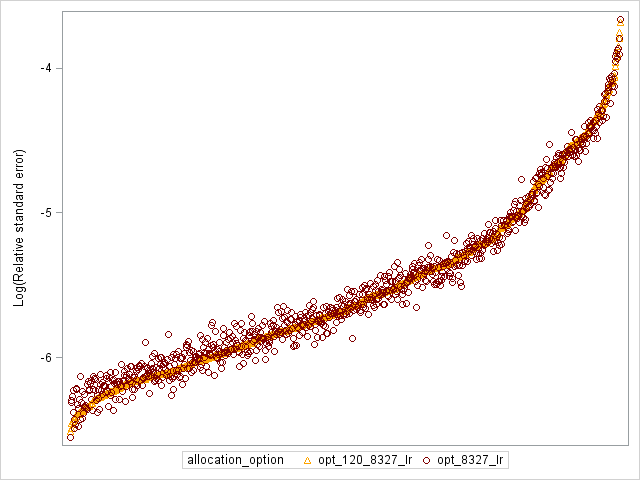 -4
-5
-6
Log(Relative standard error)
allocation_option opt_120_8327_lr opt_8327_lr